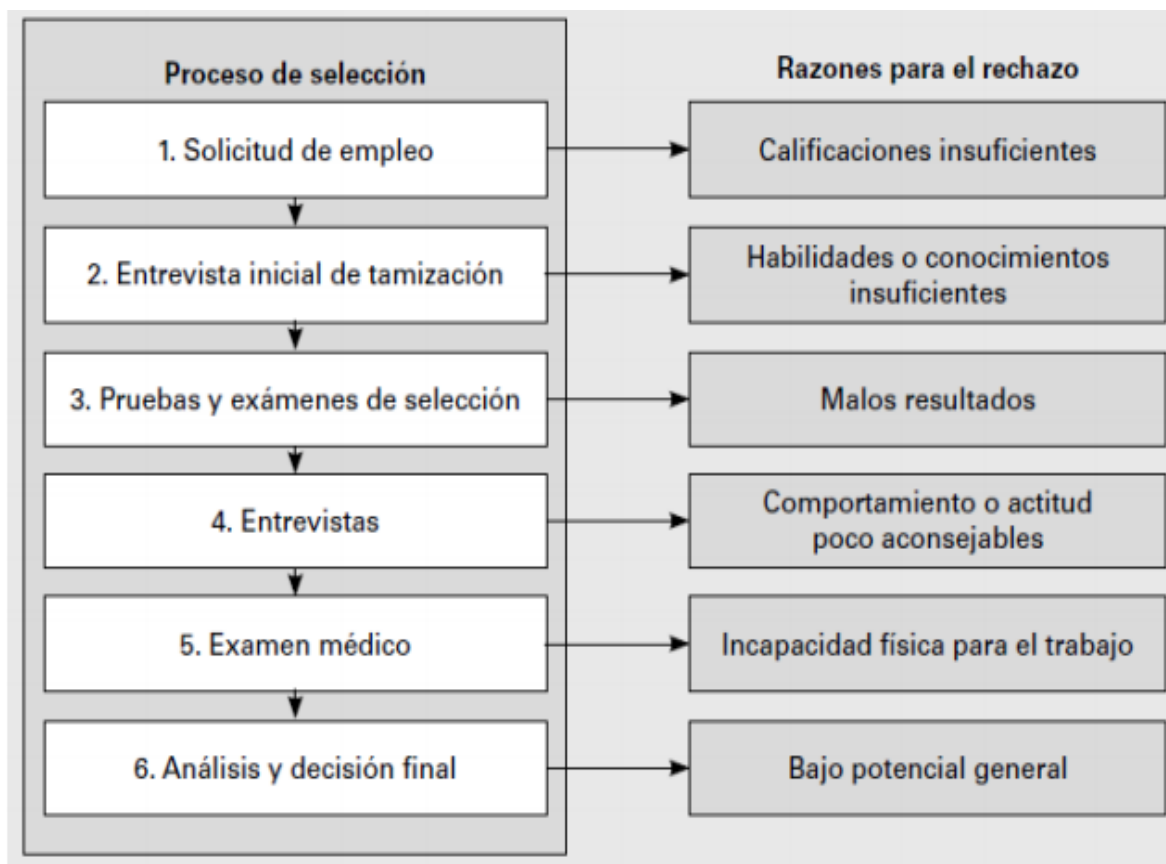 Proceso de selección
Razones para el rechazo
1. Solicitud de empleo
Calificaciones insuficientes
2. Entrevista inicial de tamización
Habilidades o conocimientos
insuficientes
3. Pruebas y exámenes de selección
Malos resultados
4. Entrevistas
Comportamiento o actitud
poco aconsejables
5. Examen médico
Incapacidad física para el trabajo
6. Análisis y decisión final
Bajo potencial general